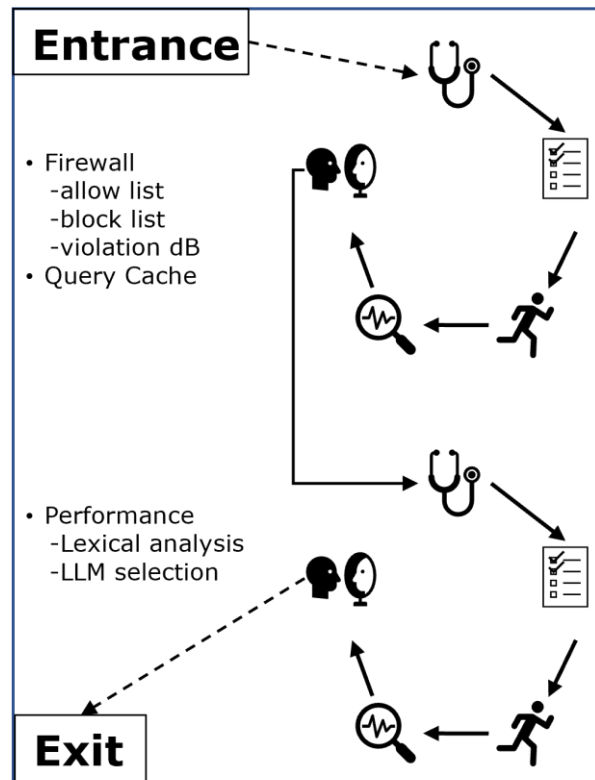 Entrance
• Firewall
-allow list
-block list
-violation dB
• Query Cache
• Performance
-Lexical analysis
-LLM selection
Exit